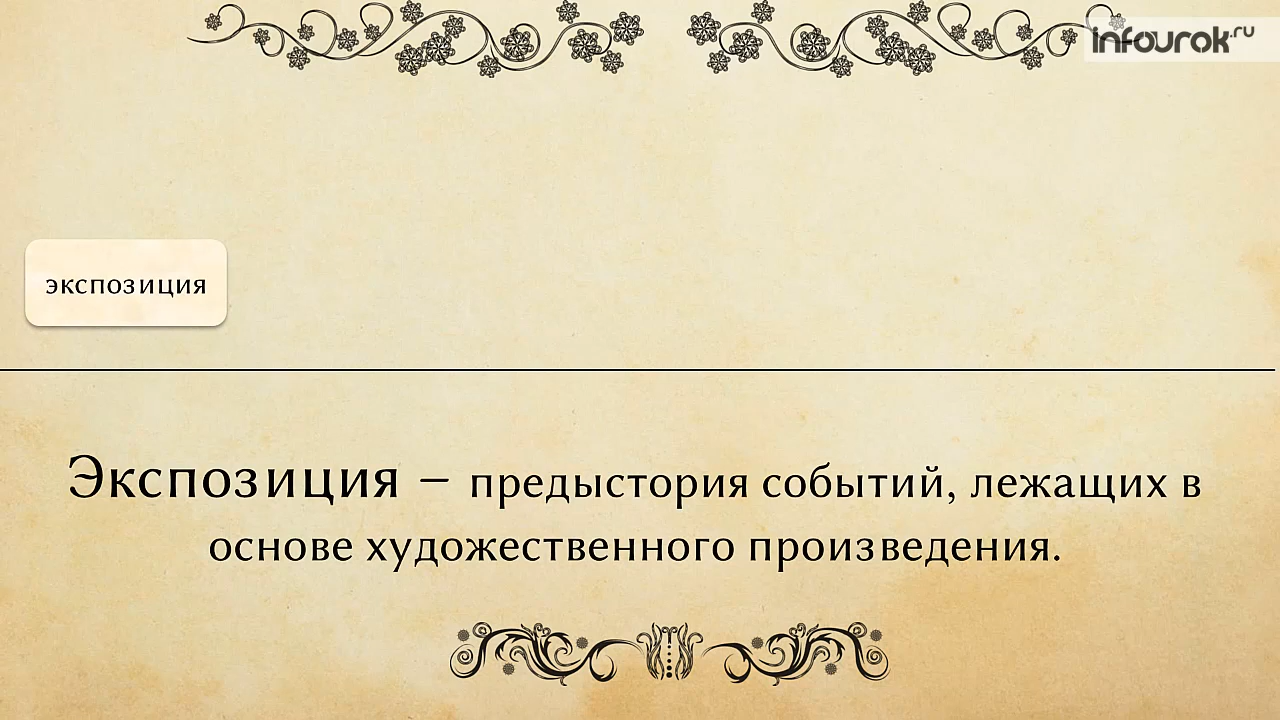 infourok.ru
экспозиция
Экспозиция – предыстория событий, лежащих в
основе художественного произведения.